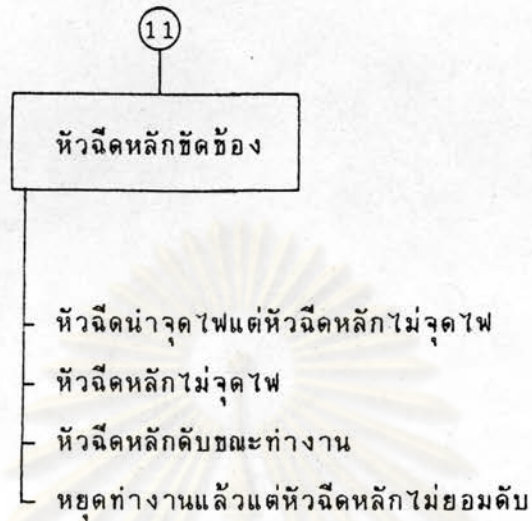 11
หัวฉีดหลักขัดข้อง
หัวฉีดนำจุดไฟแต่หัวฉีดหลักไม่จุดไฟ
หัวฉีดหลักไม่จุดไฟ
หัวฉีดหลักดับขณะทำงาน
หยุดทำงานแล้วแต่หัวฉีดหลักไม่ยอมดับ